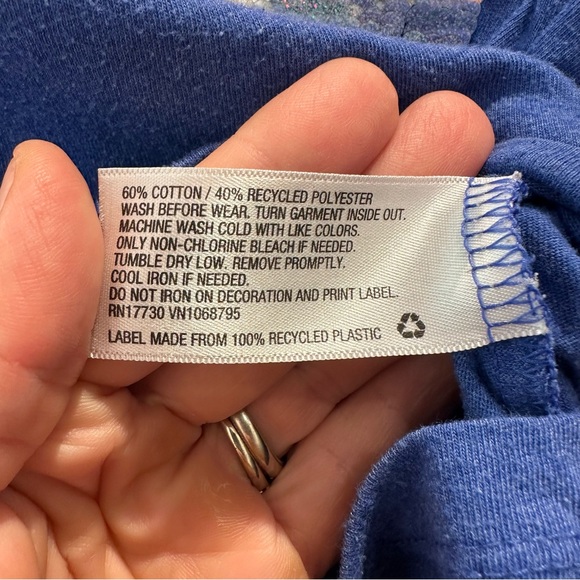 60% COTTON / 40% RECYCLED POLYESTER
WASH BEFORE WEAR. TURN GARMENT INSIDE OUT.
MACHINE WASH COLD WITH LIKE COLORS.
ONLY NON-CHLORINE BLEACH IF NEEDED.
TUMBLE DRY LOW. REMOVE PROMPTLY.
COOL IRON IF NEEDED.
DO NOT IRON ON DECORATION AND PRINT LABEL.
RN17730 VN1068795
LABEL MADE FROM 100% RECYCLED PLASTIC